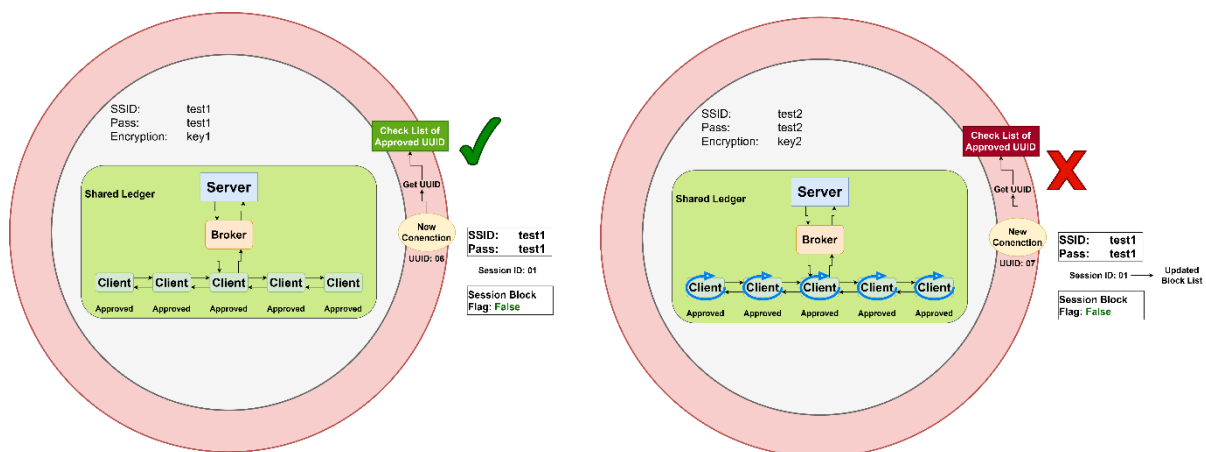 SSID: test1
Pass: test1
Encryption: key1
Check List of
Approved UUID
Get UUID
Shared Ledger
Server
Broker
New
Conenction
UUID: 06
Client Client Client Client Client
Approved Approved Approved Approved Approved
SSID: test1
Pass: test1
Session ID: 01
Session Block
Flag: False
SSID: test2
Pass: test2
Encryption: key2
Check List of
Approved UUID
X
Get UUID
Shared Ledger
Server
Broker
New
Conenction
UUID: 07
Client Client Client Client Client
Approved Approved Approved Approved Approved
SSID: test1
Pass: test1
Session ID: 01
Updated
Block List
Session Block
Flag: False